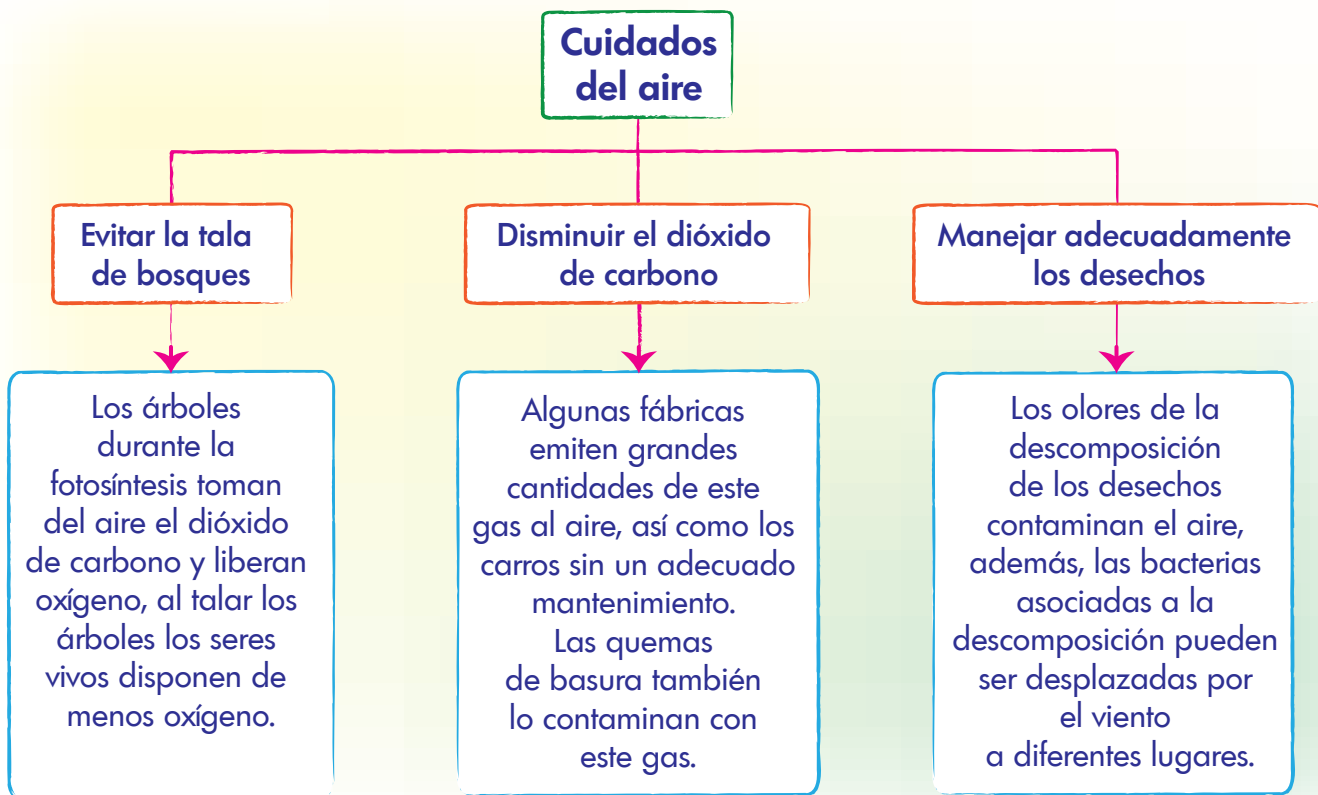 Cuidados
del aire
Evitar la tala
de bosques
Los árboles
durante la
fotosíntesis toman
del aire el dióxido
de carbono y liberan
oxígeno, al talar los
árboles los seres
vivos disponen de
menos oxígeno.
Disminuir el dióxido
de carbono
Algunas fábricas
emiten grandes
cantidades de este
gas al aire, así como los
carros sin un adecuado
mantenimiento.
Las quemas
de basura también
lo contaminan con
este gas.
Manejar adecuadamente
los desechos
Los olores de la
descomposición
de los desechos
contaminan el aire,
además, las bacterias
asociadas a la
descomposición pueden
ser desplazadas por
el viento
a diferentes lugares.